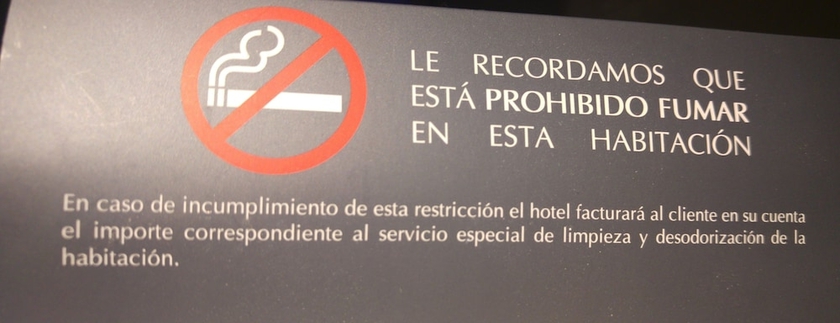 LE RECORDAMOS QUE
ESTÁ PROHIBIDO FUMAR
EN ESTA HABITACIÓN
En caso de incumplimiento de esta restricción el hotel facturará al cliente en su cuenta
el importe correspondiente al servicio especial de limpieza y desodorización de la
habitación.